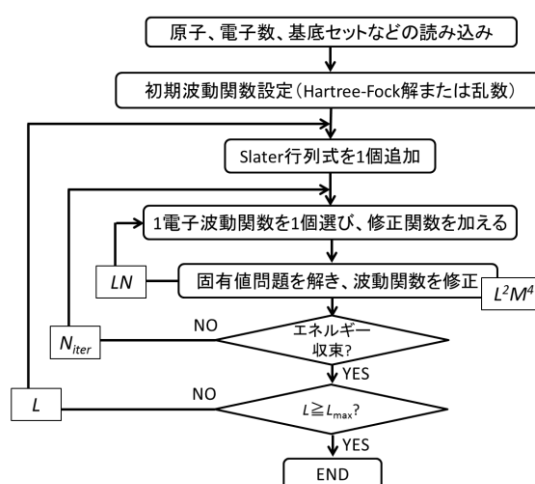 原子、電子数、基底セットなどの読み込み
初期波動関数設定(Hartree-Fock解または乱数)
Slater行列式を1個追加
1電子波動関数を1個選び、修正関数を加える
LN
固有値問題を解き、波動関数を修正
L²M⁴
NO
エネルギー
収束?
N_iter
YES
NO
L
L≧L_max?
YES
END